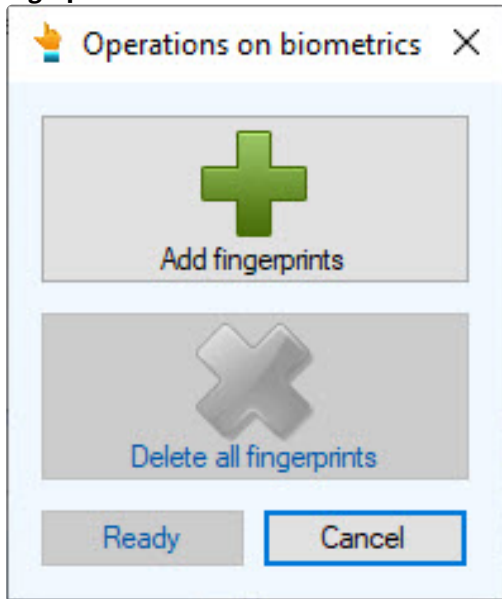 Operations on biometrics
Add fingerprints
Delete all fingerprints
Ready
Cancel